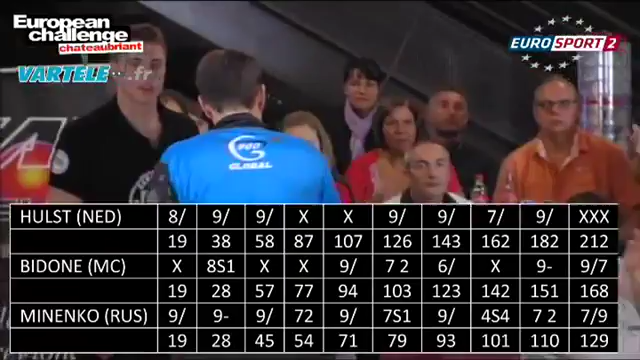 European
challenge
chateaubriant
VARTELE...fr
EUROSPORT 2
900
GLOBAL
HULST (NED) 8/ 9/ 9/ X X 9/ 9/ 7/ 9/ XXX
19 38 58 87 107 126 143 162 182 212
BIDONE (MC) X 8S1 X X 9/ 7 2 6/ X 9- 9/7
19 28 57 77 94 103 123 142 151 168
MINENKO (RUS) 9/ 9- 9/ 72 9/ 7S1 9/ 4S4 7 2 7/9
19 28 45 54 71 79 93 101 110 129